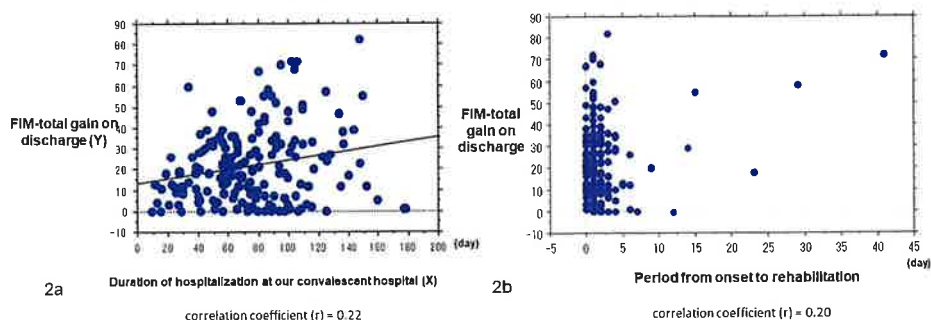 90
80
70
60
50
40
30
20
10
0
-10
FIM-total gain on
discharge (Y)
0 20 40 60 80 100 120 140 160 180 200 (day)
Duration of hospitalization at our convalescent hospital (X)
2a
correlation coefficient (r) = 0.22
90
80
70
60
50
40
30
20
10
0
-10
FIM-total
gain on
discharge
-5 0 5 10 15 20 25 30 35 40 45
(day)
Period from onset to rehabilitation
2b
correlation coefficient (r) = 0.20